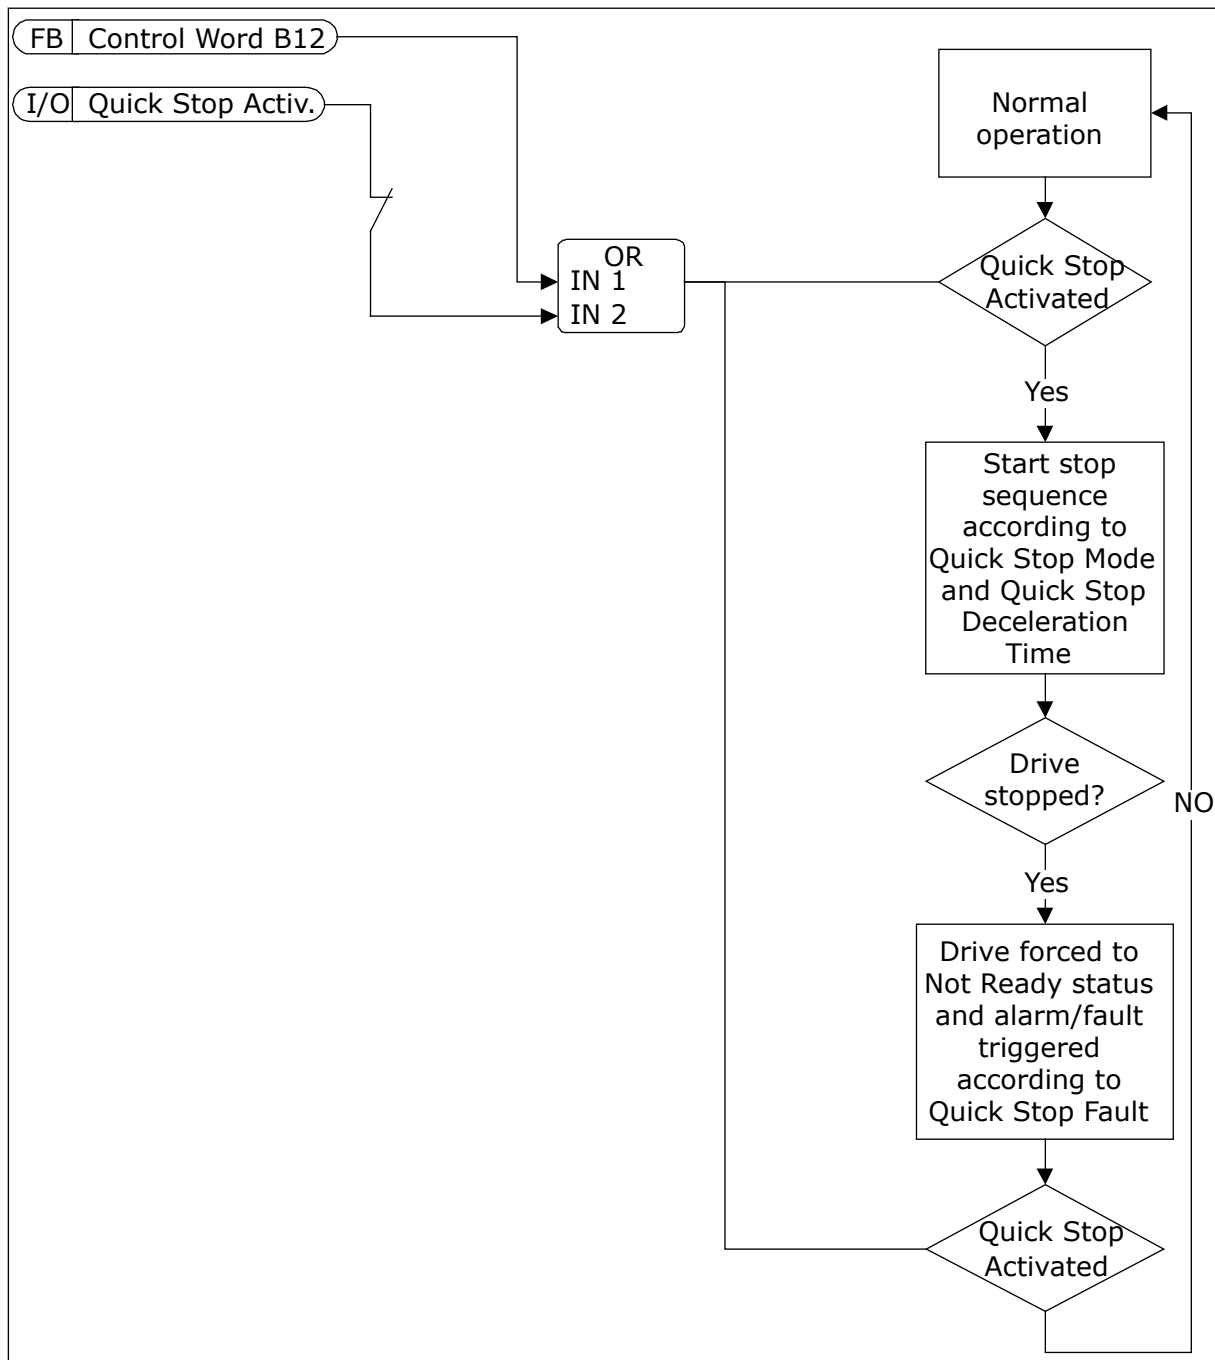 FB Control Word B12
I/O Quick Stop Activ.
OR
IN 1
IN 2
Normal
operation
Quick Stop
Activated
Yes
Start stop
sequence
according to
Quick Stop Mode
and Quick Stop
Deceleration
Time
Drive
stopped?
NO
Yes
Drive forced to
Not Ready status
and alarm/fault
triggered
according to
Quick Stop Fault
Quick Stop
Activated